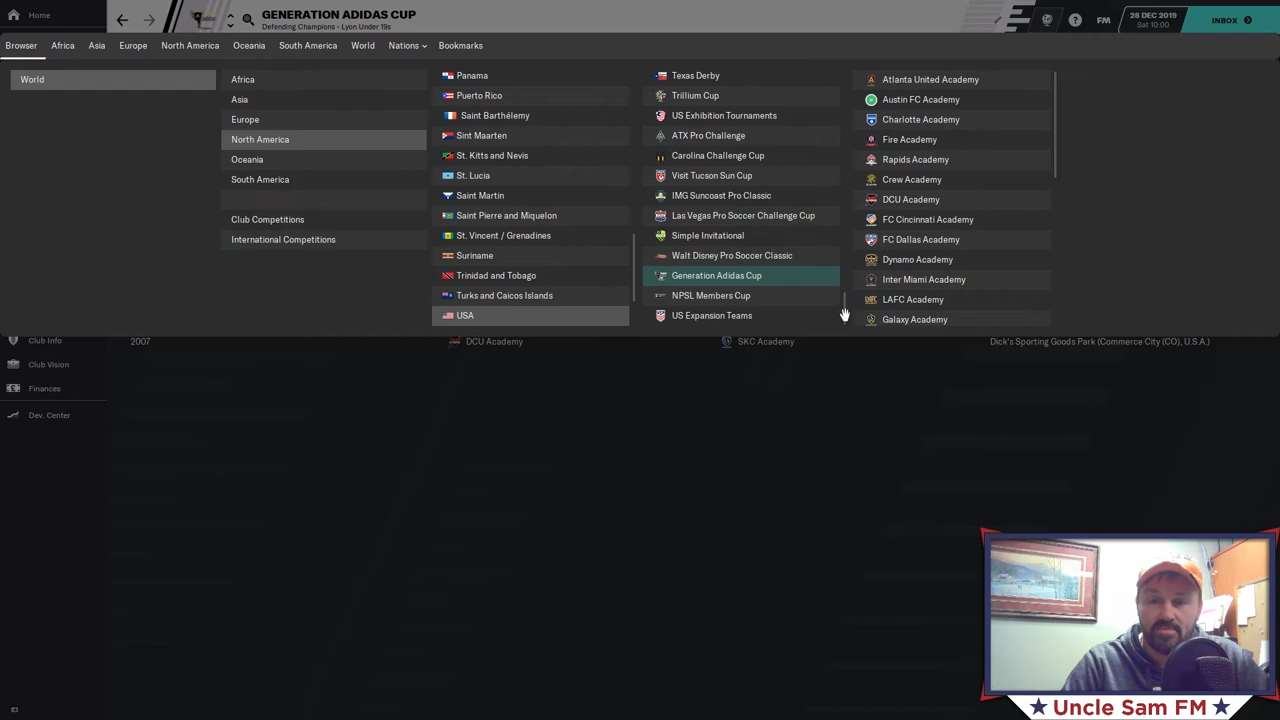 Home
GENERATION ADIDAS CUP
Defending Champions - Lyon Under 19s
FM
28 DEC 2019
Sat 10:00
INBOX
Browser
Africa
Asia
Europe
North America
Oceania
South America
World
Nations
Bookmarks
World
Africa
Asia
Europe
North America
Oceania
South America
Club Competitions
International Competitions
Panama
Puerto Rico
Saint Barthélemy
Sint Maarten
St. Kitts and Nevis
St. Lucia
Saint Martin
Saint Pierre and Miquelon
St. Vincent / Grenadines
Suriname
Trinidad and Tobago
Turks and Caicos Islands
USA
Texas Derby
Trillium Cup
US Exhibition Tournaments
ATX Pro Challenge
Carolina Challenge Cup
Visit Tucson Sun Cup
IMG Suncoast Pro Classic
Las Vegas Pro Soccer Challenge Cup
Simple Invitational
Walt Disney Pro Soccer Classic
Generation Adidas Cup
NPSL Members Cup
US Expansion Teams
Atlanta United Academy
Austin FC Academy
Charlotte Academy
Fire Academy
Rapids Academy
Crew Academy
DCU Academy
FC Cincinnati Academy
FC Dallas Academy
Dynamo Academy
Inter Miami Academy
LAFC Academy
Galaxy Academy
Club Info
Club Vision
Finances
Dev. Center
2007
DCU Academy
SKC Academy
Dick's Sporting Goods Park (Commerce City (CO), U.S.A.)
Uncle Sam FM